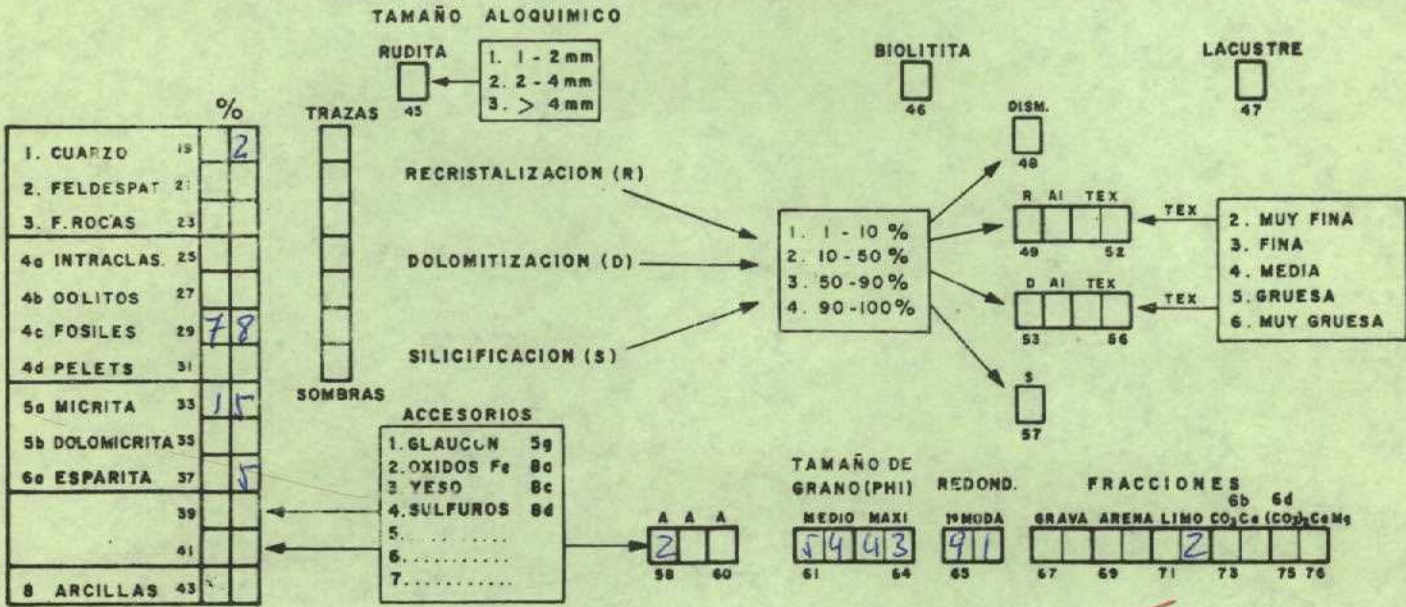 TAMAÑO ALOQUIMICO
RUDITA
45
1. 1 - 2 mm
2. 2 - 4 mm
3. > 4 mm
BIOLITITA
46
LACUSTRE
47
%
1. CUARZO 19 2
2. FELDESPAT 21
3. F. ROCAS 23
4a INTRACLAS. 25
4b OOLITOS 27
4c FOSILES 29 7 8
4d PELETS 31
5a MICRITA 33 1 5
5b DOLOMICRITA 35
6a ESPARITA 37 5
39
41
8 ARCILLAS 43
TRAZAS
SOMBRAS
RECRISTALIZACION (R)
DOLOMITIZACION (D)
SILICIFICACION (S)
1. 1 - 10 %
2. 10 - 50 %
3. 50 - 90 %
4. 90 - 100 %
DISM.
48
R AI TEX
49 52
D AI TEX
53 56
S
57
TEX
TEX
2. MUY FINA
3. FINA
4. MEDIA
5. GRUESA
6. MUY GRUESA
ACCESORIOS
1. GLAUCON 5g
2. OXIDOS Fe 8a
3 YESO 8c
4. SULFUROS 8d
5. . . . . . . . . .
6. . . . . . . . . .
7. . . . . . . . . .
A A A
2
58 60
TAMAÑO DE
GRANO (PHI)
MEDIO MAXI
5 4 4 3
61 64
REDOND.
1ª MODA
9 1
65
FRACCIONES
6b 6d
GRAVA ARENA LIMO CO3Ca (CO3)2CaMg
2
67 69 71 73 75 76